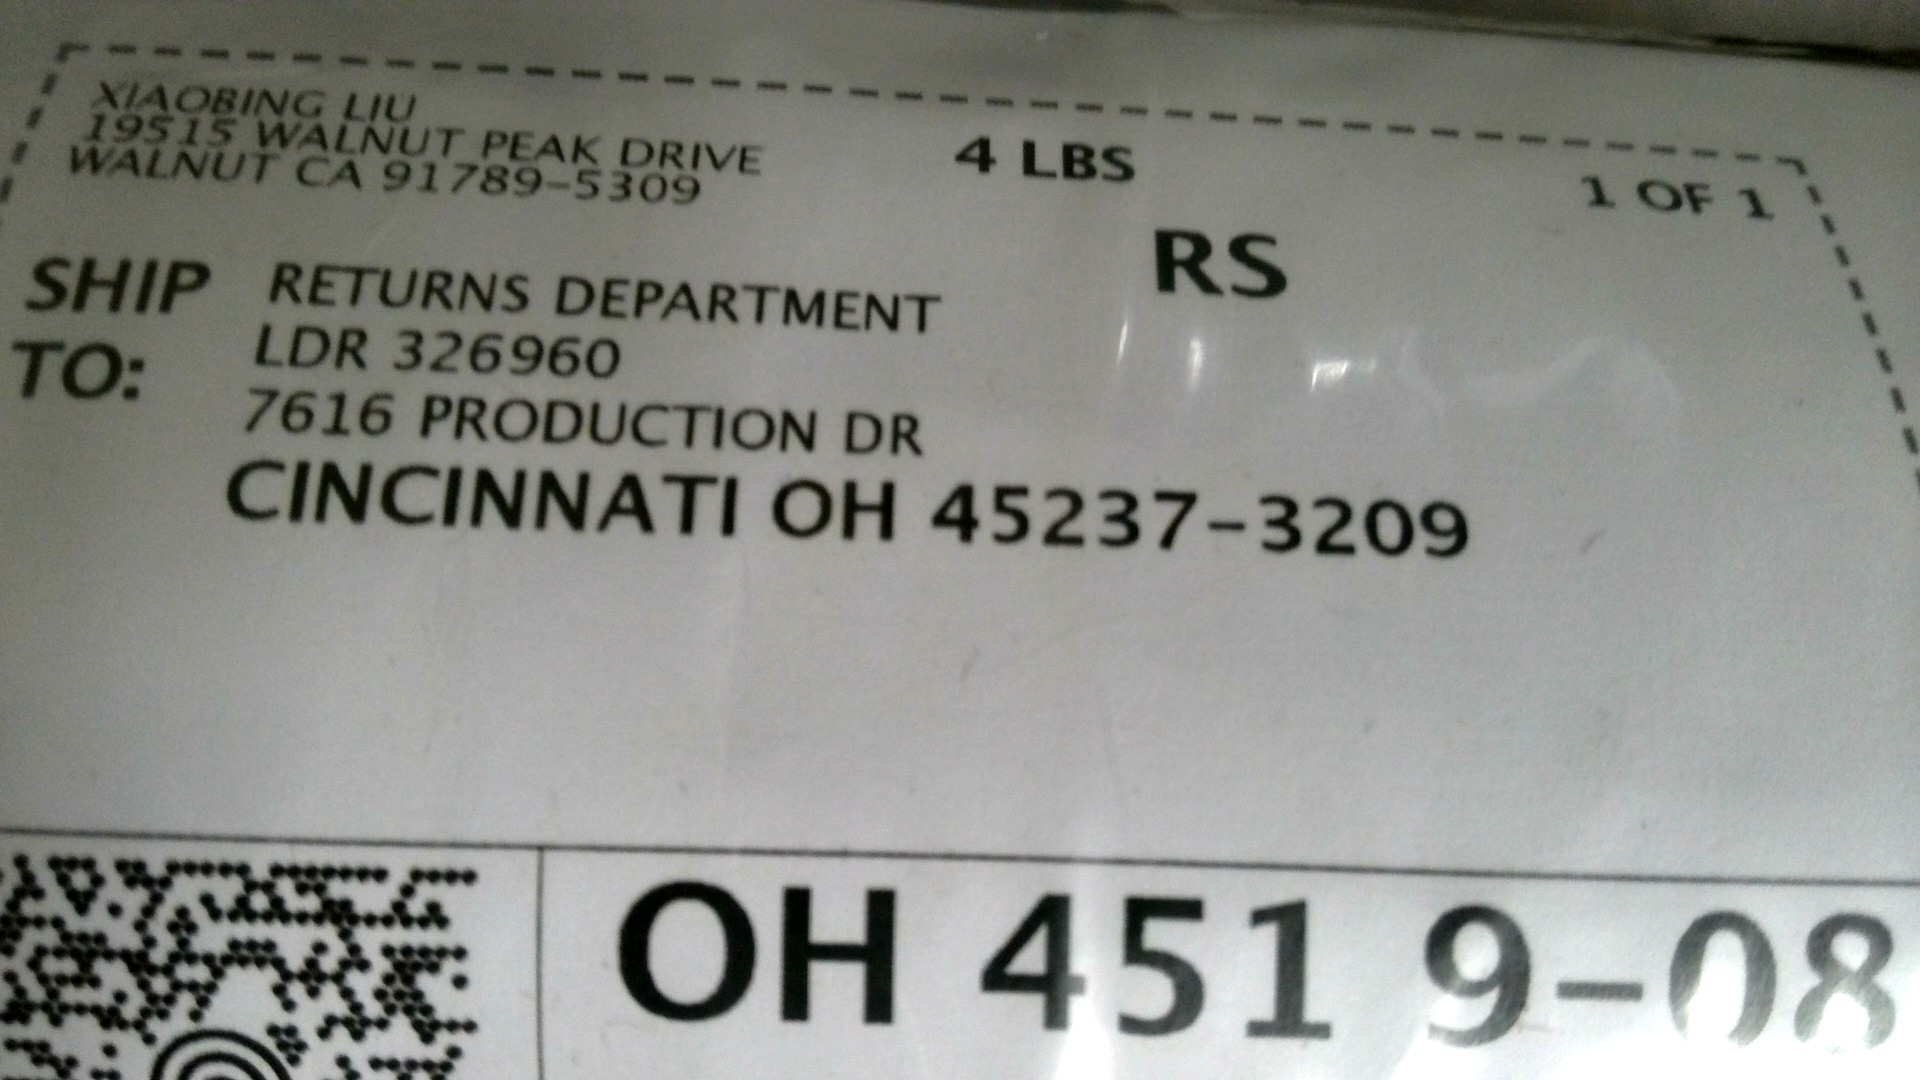 XIAOBING LIU
19515 WALNUT PEAK DRIVE
WALNUT CA 91789-5309
4 LBS
1 OF 1
RS
SHIP TO:
RETURNS DEPARTMENT
LDR 326960
7616 PRODUCTION DR
CINCINNATI OH 45237-3209
OH 451 9-08